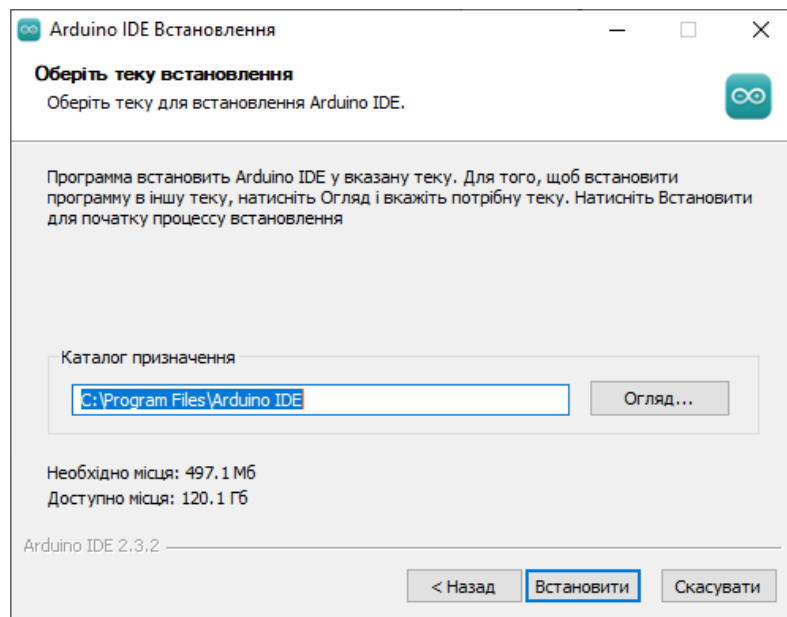 Arduino IDE Встановлення
Оберіть теку встановлення
Оберіть теку для встановлення Arduino IDE.
Программа встановить Arduino IDE у вказану теку. Для того, щоб встановити
программу в іншу теку, натисніть Огляд і вкажіть потрібну теку. Натисніть Встановити
для початку процессу встановлення
Каталог призначення
C:\Program Files\Arduino IDE
Огляд...
Необхідно місця: 497.1 Мб
Доступно місця: 120.1 Гб
Arduino IDE 2.3.2
< Назад
Встановити
Скасувати